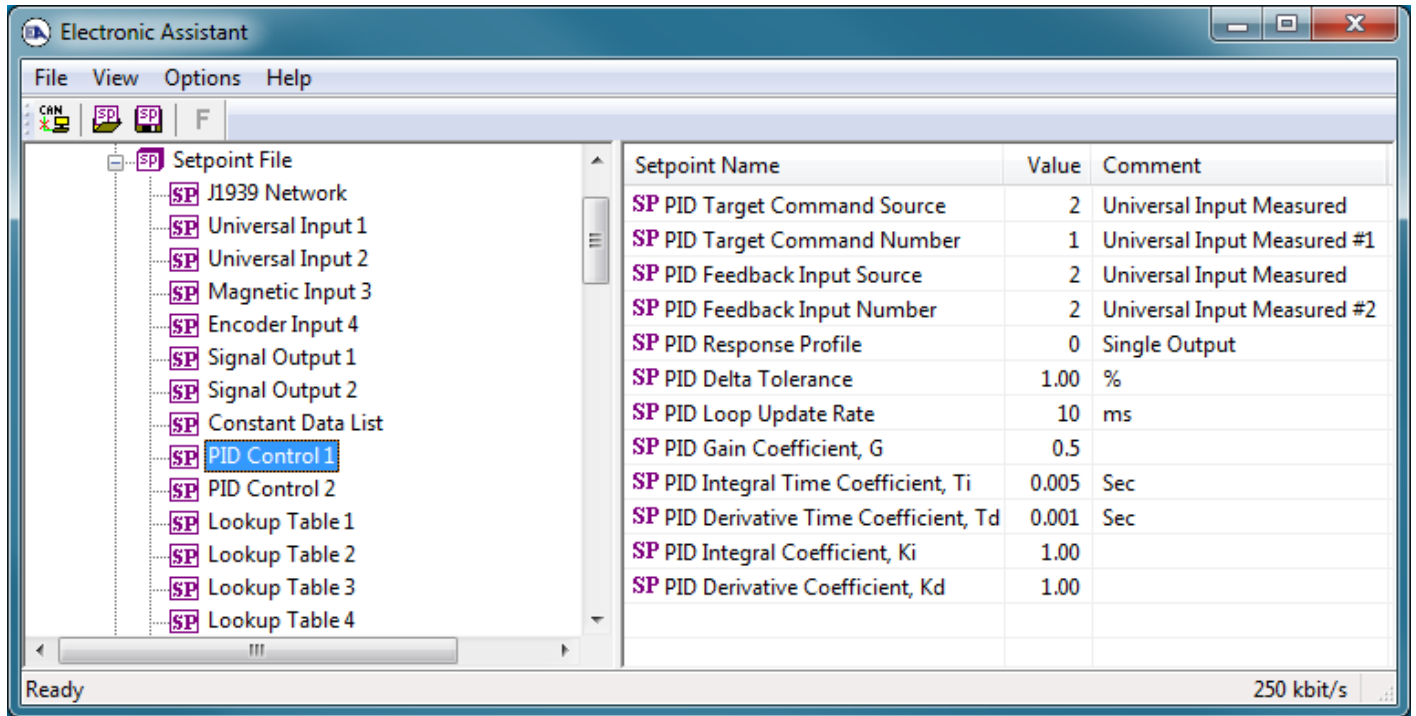 Electronic Assistant
File View Options Help
CAN SP SP F
Setpoint File
J1939 Network
Universal Input 1
Universal Input 2
Magnetic Input 3
Encoder Input 4
Signal Output 1
Signal Output 2
Constant Data List
PID Control 1
PID Control 2
Lookup Table 1
Lookup Table 2
Lookup Table 3
Lookup Table 4
Setpoint Name Value Comment
SP PID Target Command Source 2 Universal Input Measured
SP PID Target Command Number 1 Universal Input Measured #1
SP PID Feedback Input Source 2 Universal Input Measured
SP PID Feedback Input Number 2 Universal Input Measured #2
SP PID Response Profile 0 Single Output
SP PID Delta Tolerance 1.00 %
SP PID Loop Update Rate 10 ms
SP PID Gain Coefficient, G 0.5
SP PID Integral Time Coefficient, Ti 0.005 Sec
SP PID Derivative Time Coefficient, Td 0.001 Sec
SP PID Integral Coefficient, Ki 1.00
SP PID Derivative Coefficient, Kd 1.00
Ready 250 kbit/s